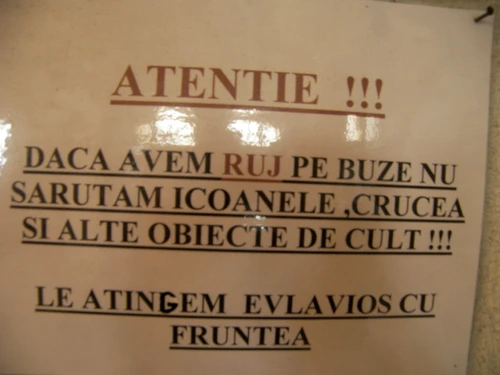 ATENTIE !!!
DACA AVEM RUJ PE BUZE NU
SARUTAM ICOANELE ,CRUCEA
SI ALTE OBIECTE DE CULT !!!
LE ATINGEM EVLAVIOS CU
FRUNTEA